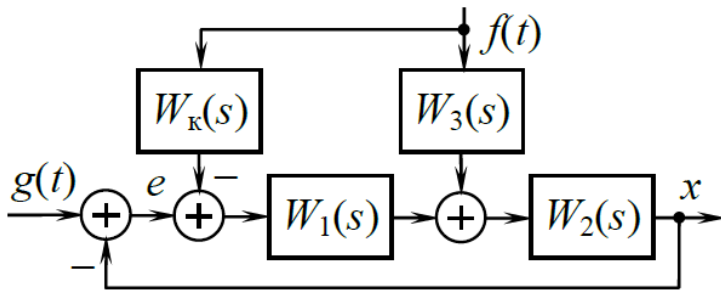 f(t)
Wк(s) W3(s)
g(t) e − x
+ + W1(s) + W2(s)
−